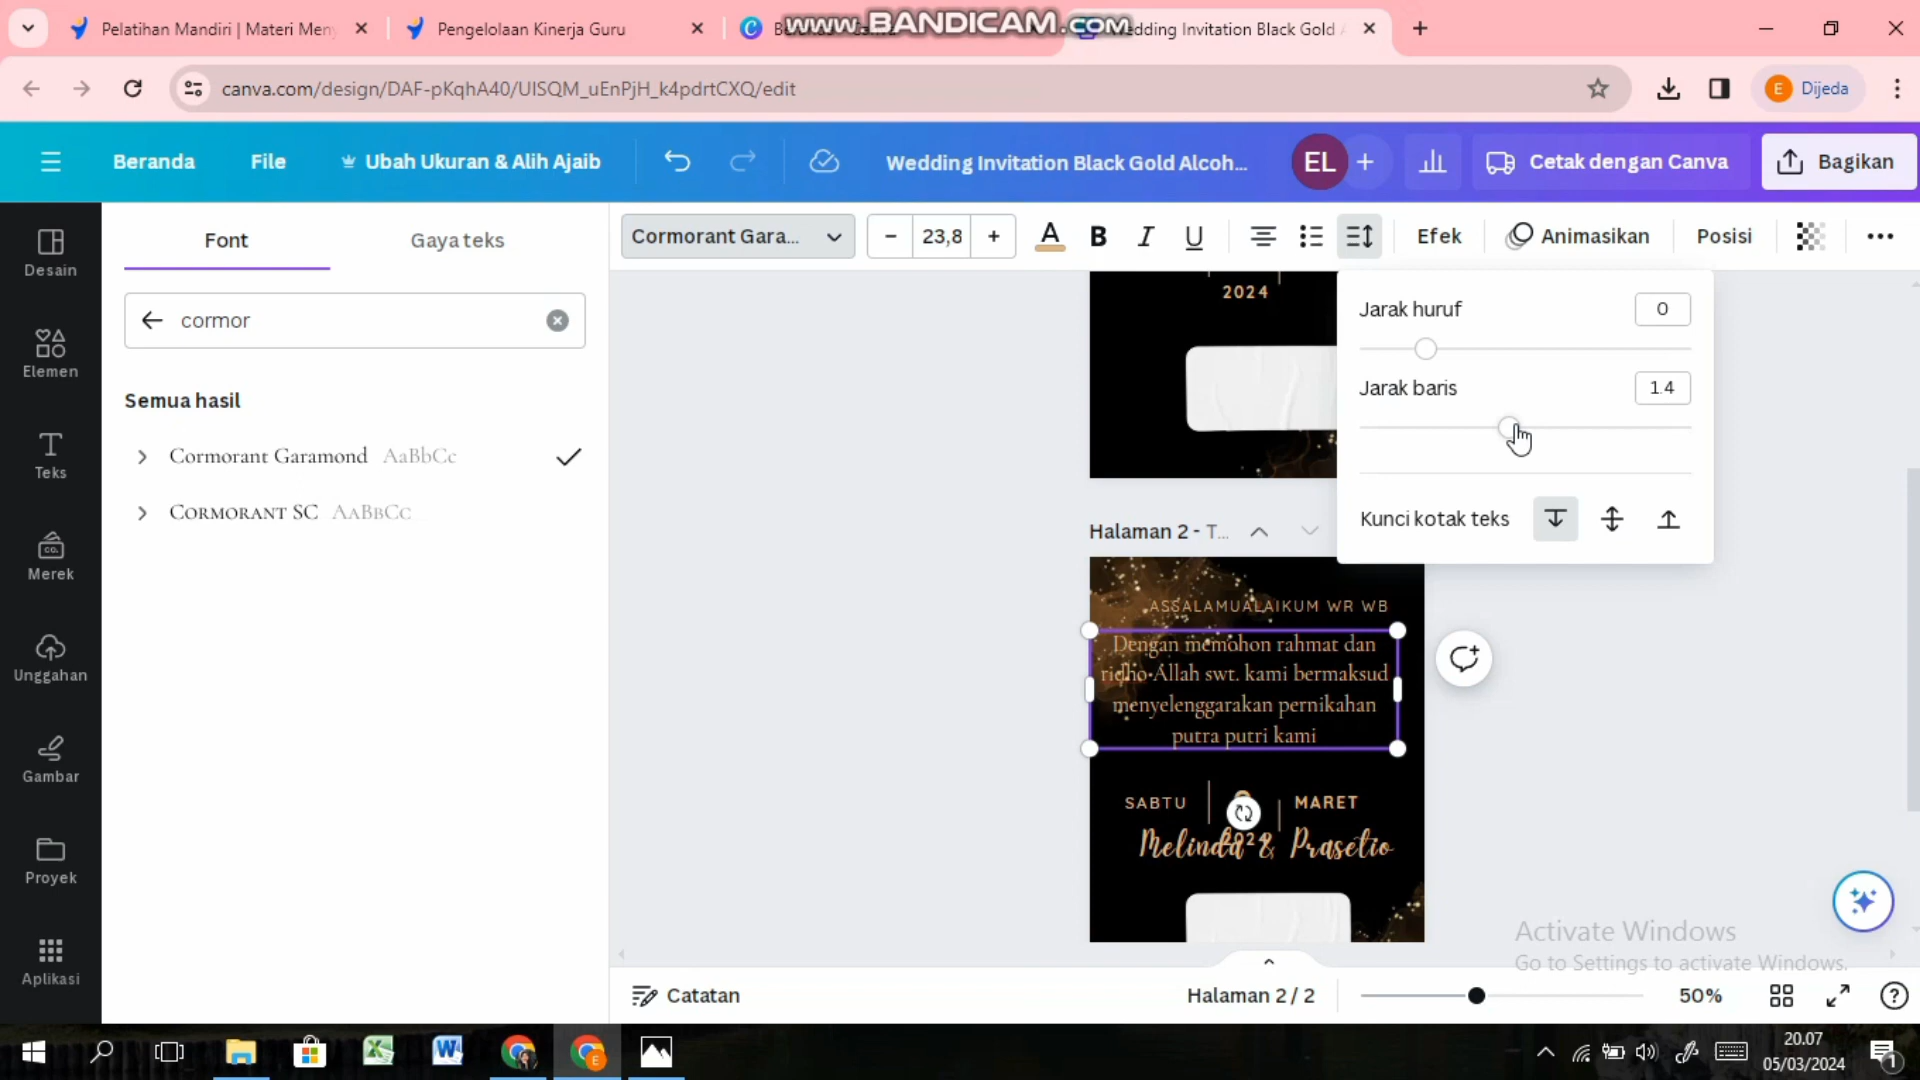 Pelatihan Mandiri | Materi Men
Pengelolaan Kinerja Guru
Wedding Invitation Black Gold A
www.BANDICAM.com
canva.com/design/DAF-pKqhA40/UISQM_uEnPjH_k4pdrtCXQ/edit
E
Dijeda
Beranda
File
Ubah Ukuran & Alih Ajaib
Wedding Invitation Black Gold Alcoh...
EL
Cetak dengan Canva
Bagikan
Desain
Elemen
Teks
Merek
Unggahan
Gambar
Proyek
Aplikasi
Font
Gaya teks
cormor
Semua hasil
Cormorant Garamond AaBbCc
CORMORANT SC AaBbCc
Cormorant Gara...
23,8
A
B
I
U
Efek
Animasikan
Posisi
Jarak huruf
0
Jarak baris
1.4
Kunci kotak teks
2024
Halaman 2 - T...
ASSALAMUALAIKUM WR WB
Dengan memohon rahmat dan
ridho Allah swt. kami bermaksud
menyelenggarakan pernikahan
putra putri kami
SABTU
MARET
2024
Melinda & Prasetio
Activate Windows
Go to Settings to activate Windows.
Catatan
Halaman 2 / 2
50%
20.07
05/03/2024
1